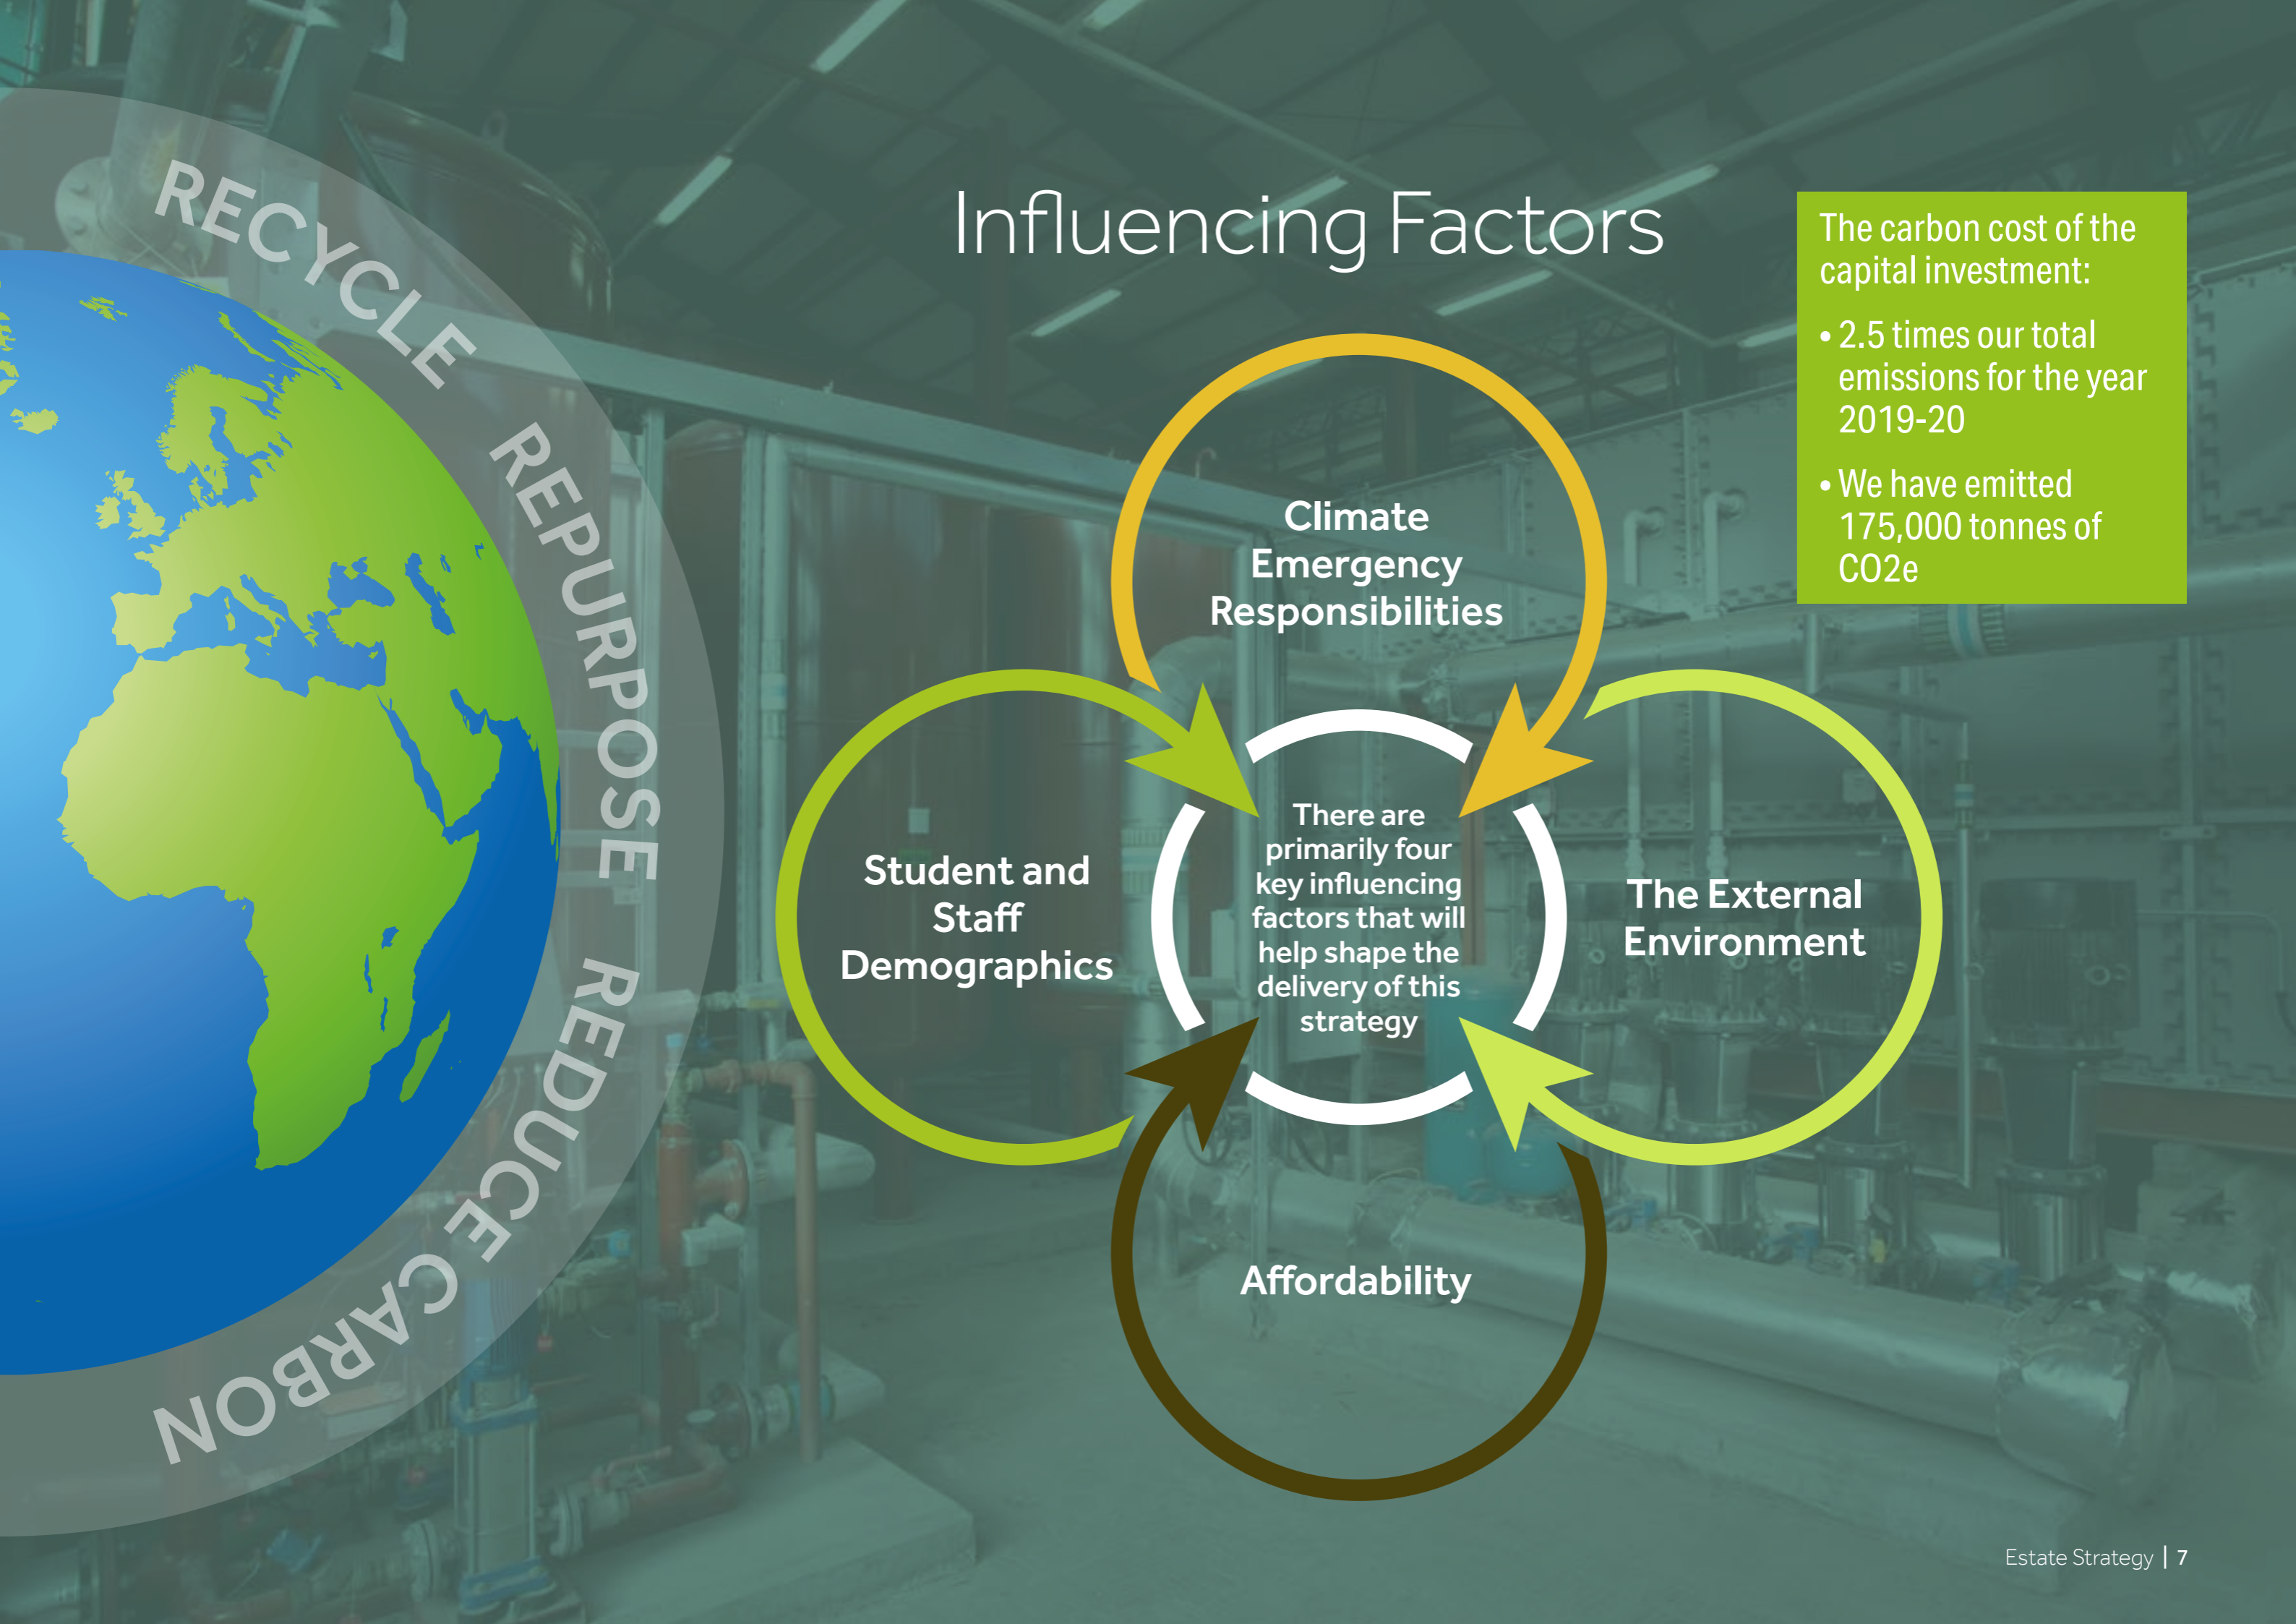 RECYCLE REPURPOSE REDUCE CARBON
Influencing Factors
The carbon cost of the
capital investment:
• 2.5 times our total
emissions for the year
2019-20
• We have emitted
175,000 tonnes of
CO2e
Climate
Emergency
Responsibilities
Student and
Staff
Demographics
There are
primarily four
key influencing
factors that will
help shape the
delivery of this
strategy
The External
Environment
Affordability
Estate Strategy | 7